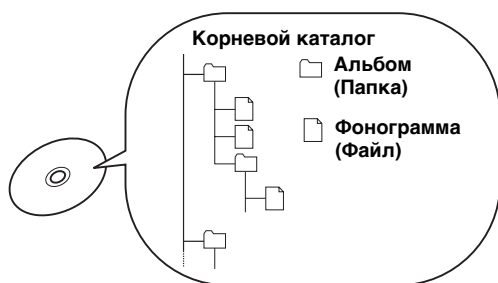 Корневой каталог
Альбом
(Папка)
Фонограмма
(Файл)